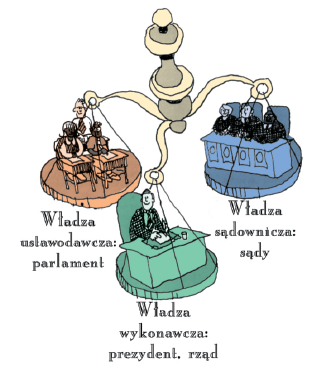 Władza
ustawodawcza:
parlament
Władza
sądownicza:
sądy
Władza
wykonawcza:
prezydent, rząd